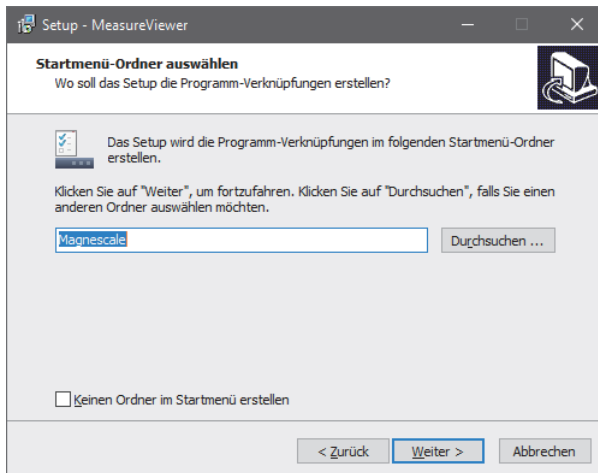 Setup - MeasureViewer
Startmenü-Ordner auswählen
Wo soll das Setup die Programm-Verknüpfungen erstellen?
Das Setup wird die Programm-Verknüpfungen im folgenden Startmenü-Ordner
erstellen.
Klicken Sie auf "Weiter", um fortzufahren. Klicken Sie auf "Durchsuchen", falls Sie einen
anderen Ordner auswählen möchten.
Magnescale
Durchsuchen ...
Keinen Ordner im Startmenü erstellen
< Zurück
Weiter >
Abbrechen